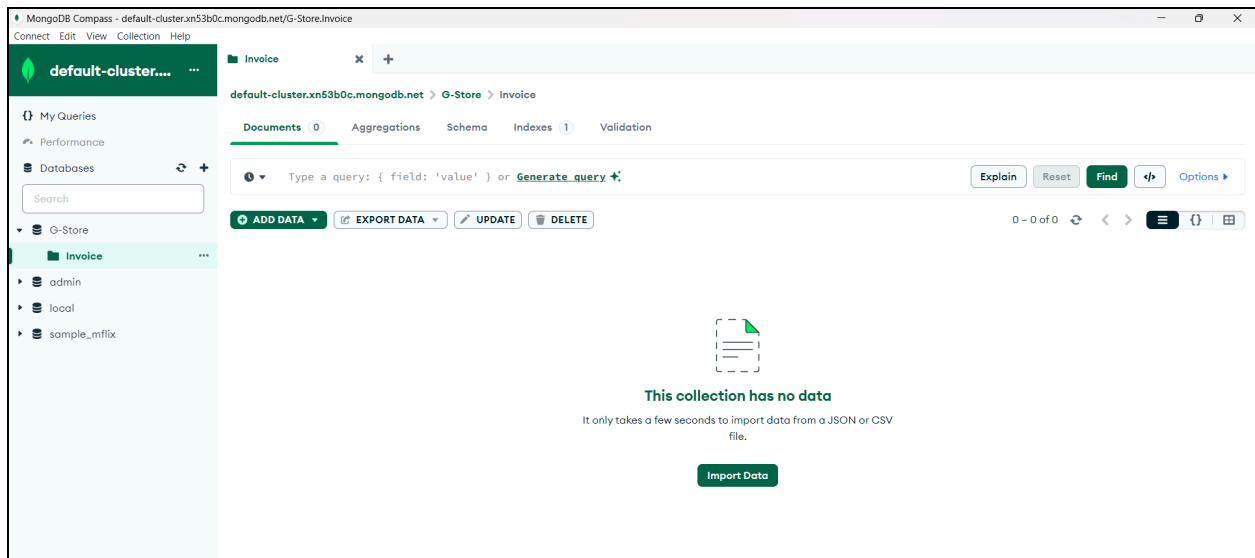 MongoDB Compass - default-cluster.xn53b0c.mongodb.net/G-Store.Invoice
Connect Edit View Collection Help
default-cluster.... ...
Invoice
default-cluster.xn53b0c.mongodb.net > G-Store > Invoice
{} My Queries
Performance
Databases
Search
G-Store
Invoice ...
admin
local
sample_mflix
Documents 0 Aggregations Schema Indexes 1 Validation
Type a query: { field: 'value' } or Generate query
Explain Reset Find </> Options
ADD DATA EXPORT DATA UPDATE DELETE 0 – 0 of 0 {}
This collection has no data
It only takes a few seconds to import data from a JSON or CSV
file.
Import Data